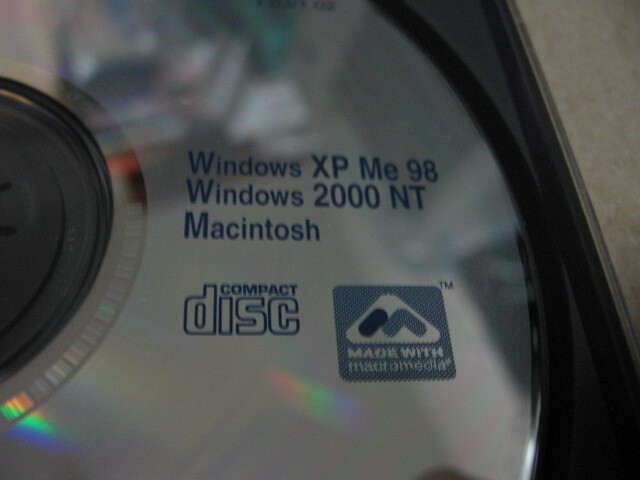 Windows XP Me 98
Windows 2000 NT
Macintosh
COMPACT
disc
TM
MADE WITH
macromedia®